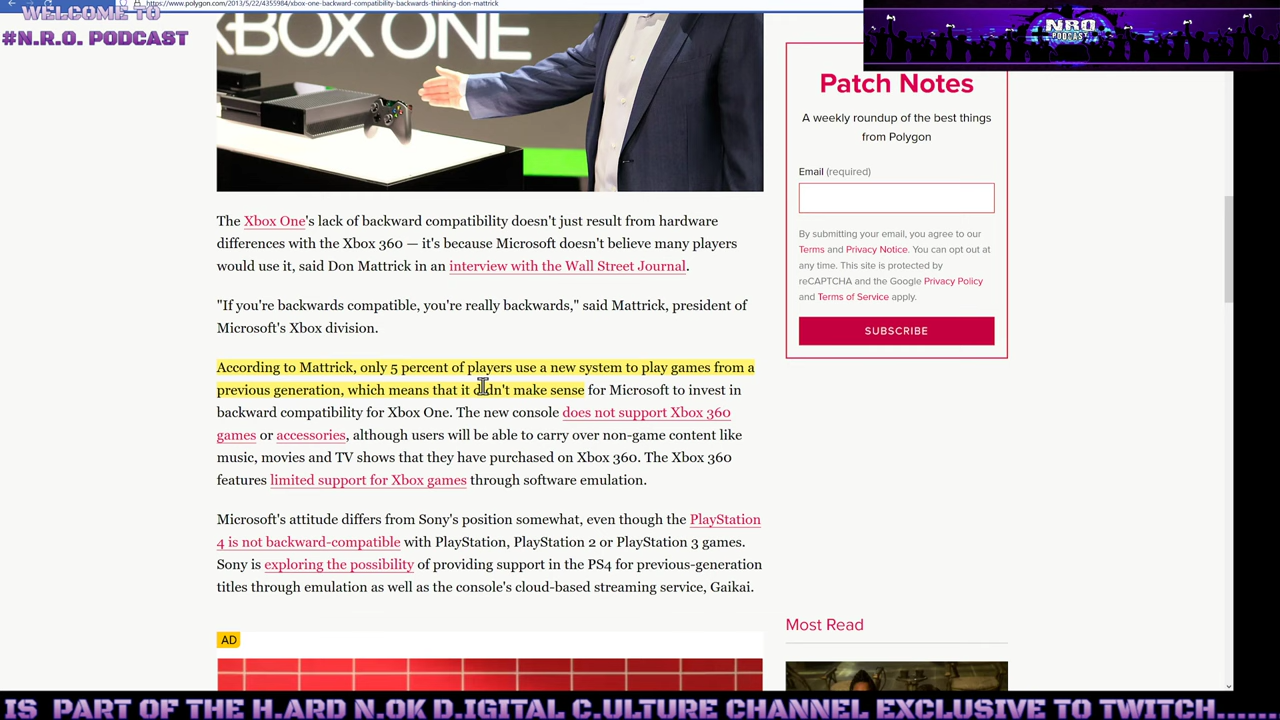 https://www.polygon.com/2013/5/22/4355984/xbox-one-backward-compatibility-backwards-thinking-don-mattrick
WELCOME TO
#N.R.O. PODCAST
NRO
PODCAST
XBOX ONE
Patch Notes
A weekly roundup of the best things
from Polygon
Email (required)
By submitting your email, you agree to our
Terms and Privacy Notice. You can opt out at
any time. This site is protected by
reCAPTCHA and the Google Privacy Policy
and Terms of Service apply.
SUBSCRIBE
The Xbox One's lack of backward compatibility doesn't just result from hardware
differences with the Xbox 360 — it's because Microsoft doesn't believe many players
would use it, said Don Mattrick in an interview with the Wall Street Journal.
"If you're backwards compatible, you're really backwards," said Mattrick, president of
Microsoft's Xbox division.
According to Mattrick, only 5 percent of players use a new system to play games from a
previous generation, which means that it didn't make sense for Microsoft to invest in
backward compatibility for Xbox One. The new console does not support Xbox 360
games or accessories, although users will be able to carry over non-game content like
music, movies and TV shows that they have purchased on Xbox 360. The Xbox 360
features limited support for Xbox games through software emulation.
Microsoft's attitude differs from Sony's position somewhat, even though the PlayStation
4 is not backward-compatible with PlayStation, PlayStation 2 or PlayStation 3 games.
Sony is exploring the possibility of providing support in the PS4 for previous-generation
titles through emulation as well as the console's cloud-based streaming service, Gaikai.
AD
Most Read
IS PART OF THE H.ARD N.OK D.IGITAL C.ULTURE CHANNEL EXCLUSIVE TO TWITCH......